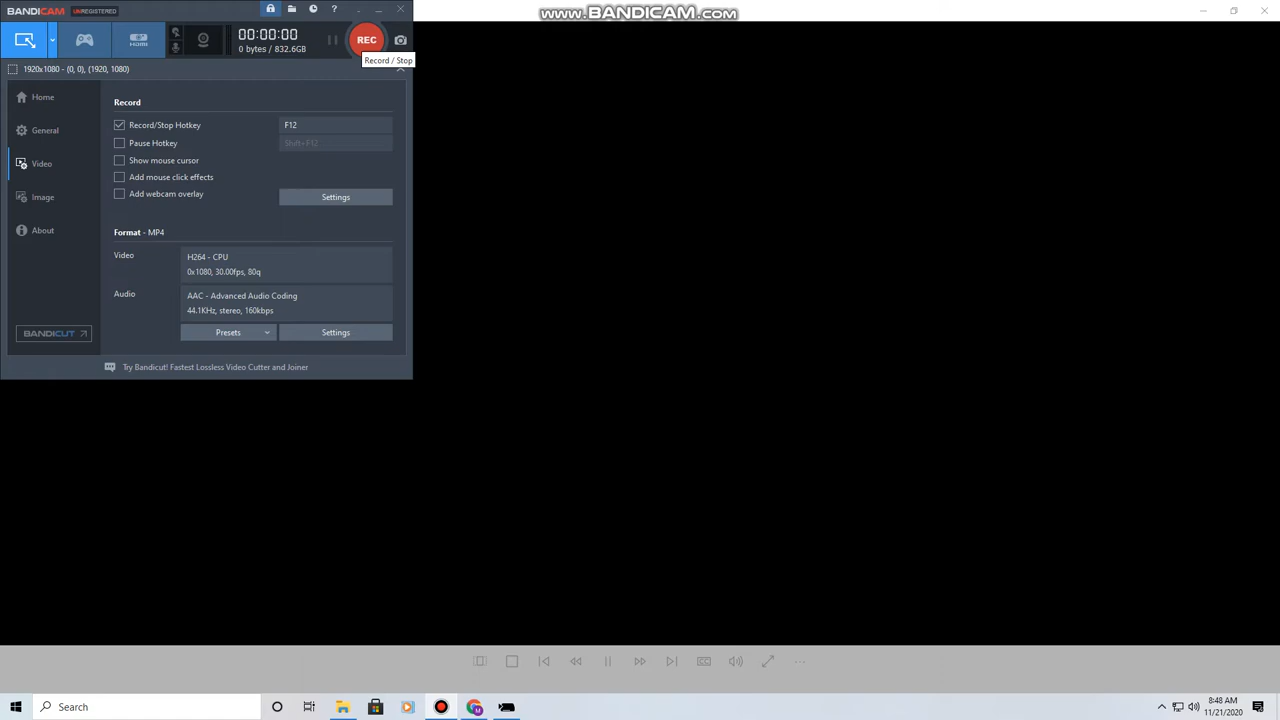 BANDICAM UNREGISTERED
www.BANDICAM.com
00:00:00
0 bytes / 832.6GB
HDMI
REC
Record / Stop
1920x1080 - (0, 0), (1920, 1080)
Home
General
Video
Image
About
BANDICUT
Record
Record/Stop Hotkey F12
Pause Hotkey Shift+F12
Show mouse cursor
Add mouse click effects
Add webcam overlay
Settings
Format - MP4
Video
H264 - CPU
0x1080, 30.00fps, 80q
Audio
AAC - Advanced Audio Coding
44.1KHz, stereo, 160kbps
Presets Settings
Try Bandicut! Fastest Lossless Video Cutter and Joiner
CC
Search
M
8:48 AM
11/21/2020